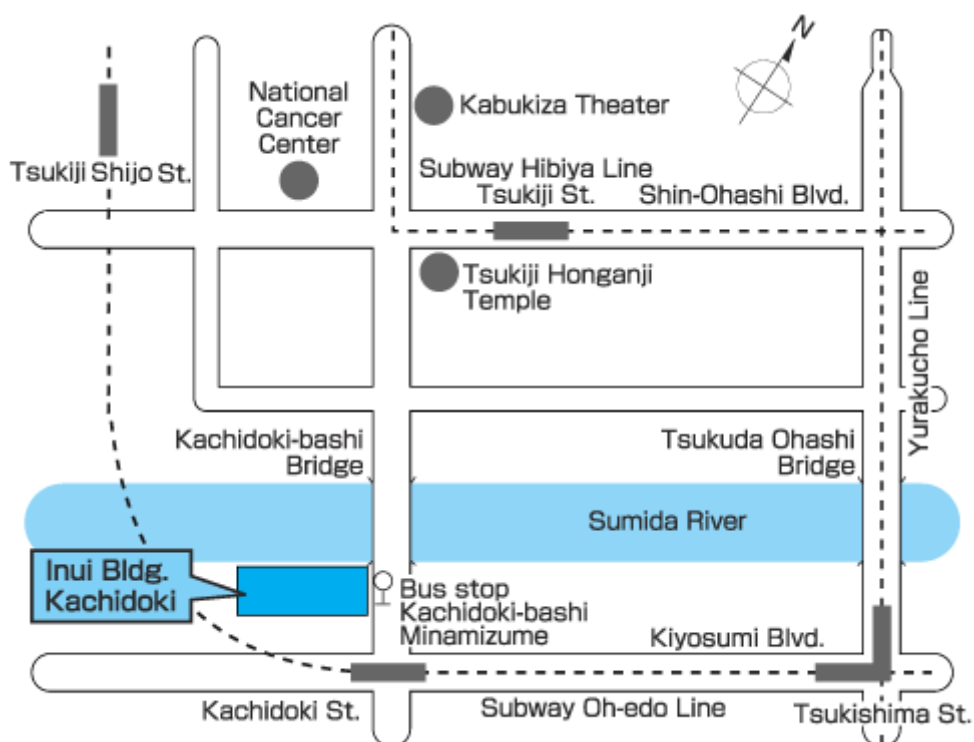 N
National
Cancer
Center
Kabukiza Theater
Tsukiji Shijo St.
Subway Hibiya Line
Tsukiji St.
Shin-Ohashi Blvd.
Tsukiji Honganji
Temple
Yurakucho Line
Kachidoki-bashi
Bridge
Tsukuda Ohashi
Bridge
Sumida River
Inui Bldg.
Kachidoki
Bus stop
Kachidoki-bashi
Minamizume
Kiyosumi Blvd.
Kachidoki St.
Subway Oh-edo Line
Tsukishima St.